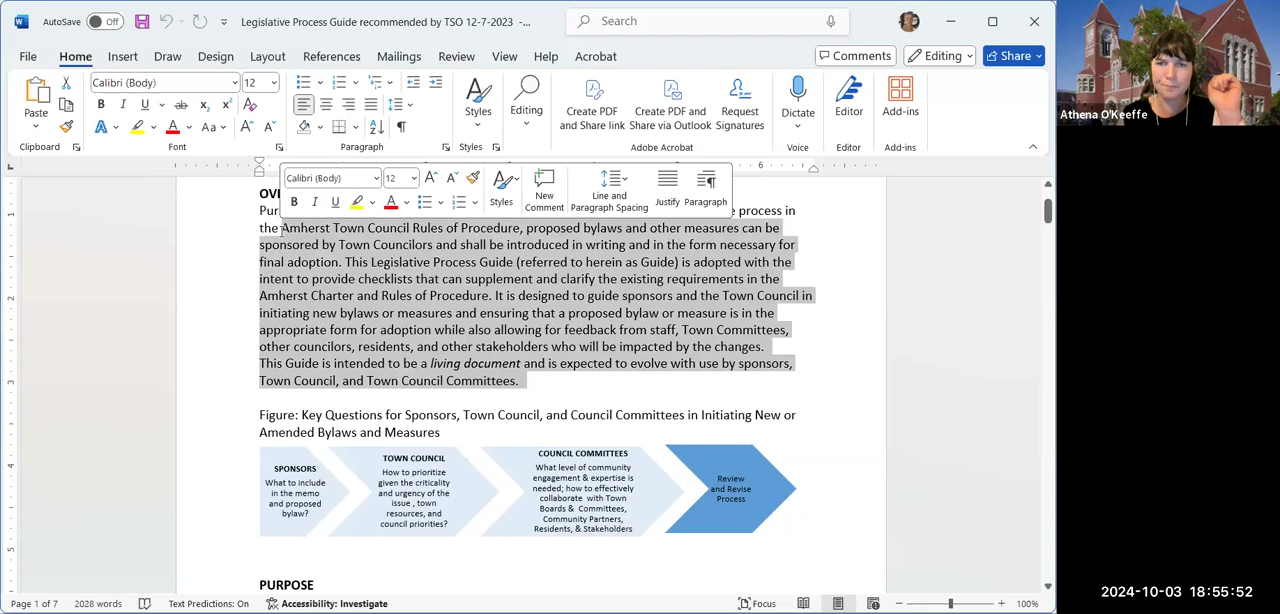 AutoSave Off Legislative Process Guide recommended by TSO 12-7-2023 -... Search
File Home Insert Draw Design Layout References Mailings Review View Help Acrobat Comments Editing Share
Paste
Calibri (Body) 12
Styles
Editing
Create PDF and Share link
Create PDF and Share via Outlook
Request Signatures
Dictate
Editor
Add-ins
Clipboard Font Paragraph Styles Adobe Acrobat Voice Editor Add-ins
6
Calibri (Body) 12
Styles
New Comment
Line and Paragraph Spacing
Justify
Paragraph
process in
the Amherst Town Council Rules of Procedure, proposed bylaws and other measures can be
sponsored by Town Councilors and shall be introduced in writing and in the form necessary for
final adoption. This Legislative Process Guide (referred to herein as Guide) is adopted with the
intent to provide checklists that can supplement and clarify the existing requirements in the
Amherst Charter and Rules of Procedure. It is designed to guide sponsors and the Town Council in
initiating new bylaws or measures and ensuring that a proposed bylaw or measure is in the
appropriate form for adoption while also allowing for feedback from staff, Town Committees,
other councilors, residents, and other stakeholders who will be impacted by the changes.
This Guide is intended to be a living document and is expected to evolve with use by sponsors,
Town Council, and Town Council Committees.
Figure: Key Questions for Sponsors, Town Council, and Council Committees in Initiating New or
Amended Bylaws and Measures
SPONSORS
What to include
in the memo
and proposed
bylaw?
TOWN COUNCIL
How to prioritize
given the criticality
and urgency of the
issue , town
resources, and
council priorities?
COUNCIL COMMITTEES
What level of community
engagement & expertise is
needed; how to effectively
collaborate with Town
Boards & Committees,
Community Partners,
Residents, & Stakeholders
Review
and Revise
Process
PURPOSE
Page 1 of 7 2028 words Text Predictions: On Accessibility: Investigate Focus 100%
Athena O'Keeffe
2024-10-03 18:55:52